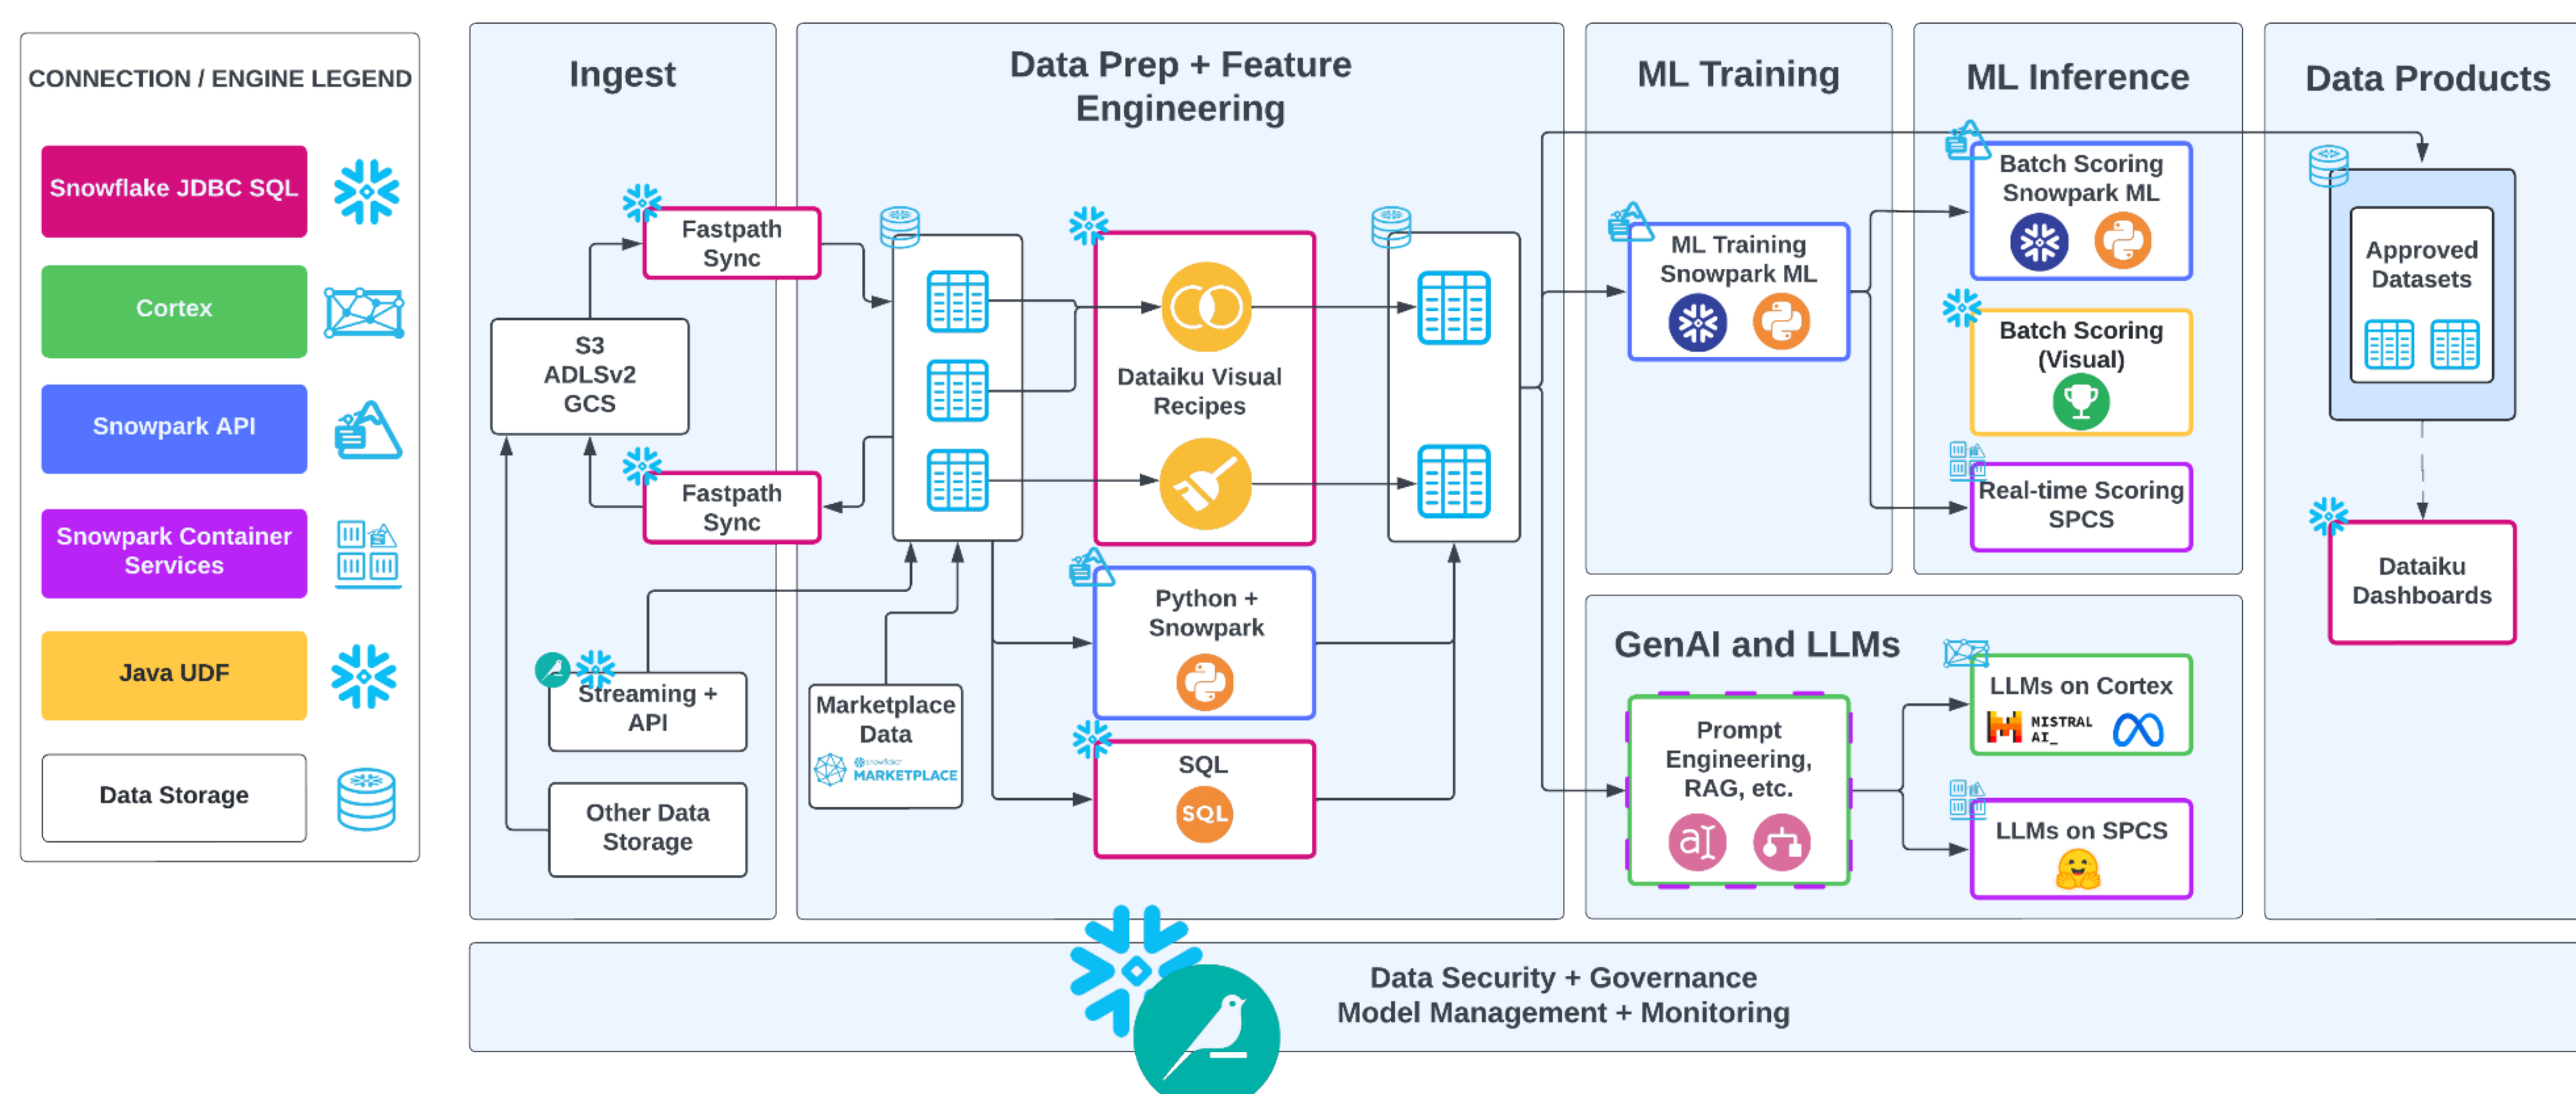 CONNECTION / ENGINE LEGEND
Snowflake JDBC SQL
Cortex
Snowpark API
Snowpark Container
Services
Java UDF
Data Storage
Ingest
Fastpath
Sync
S3
ADLSv2
GCS
Fastpath
Sync
Streaming +
API
Other Data
Storage
Data Prep + Feature
Engineering
Marketplace
Data
snowflake
MARKETPLACE
Dataiku Visual
Recipes
Python +
Snowpark
SQL
SQL
ML Training
ML Training
Snowpark ML
ML Inference
Batch Scoring
Snowpark ML
Batch Scoring
(Visual)
Real-time Scoring
SPCS
GenAI and LLMs
Prompt
Engineering,
RAG, etc.
aI
LLMs on Cortex
MISTRAL
AI_
LLMs on SPCS
Data Products
Approved
Datasets
Dataiku
Dashboards
Data Security + Governance
Model Management + Monitoring